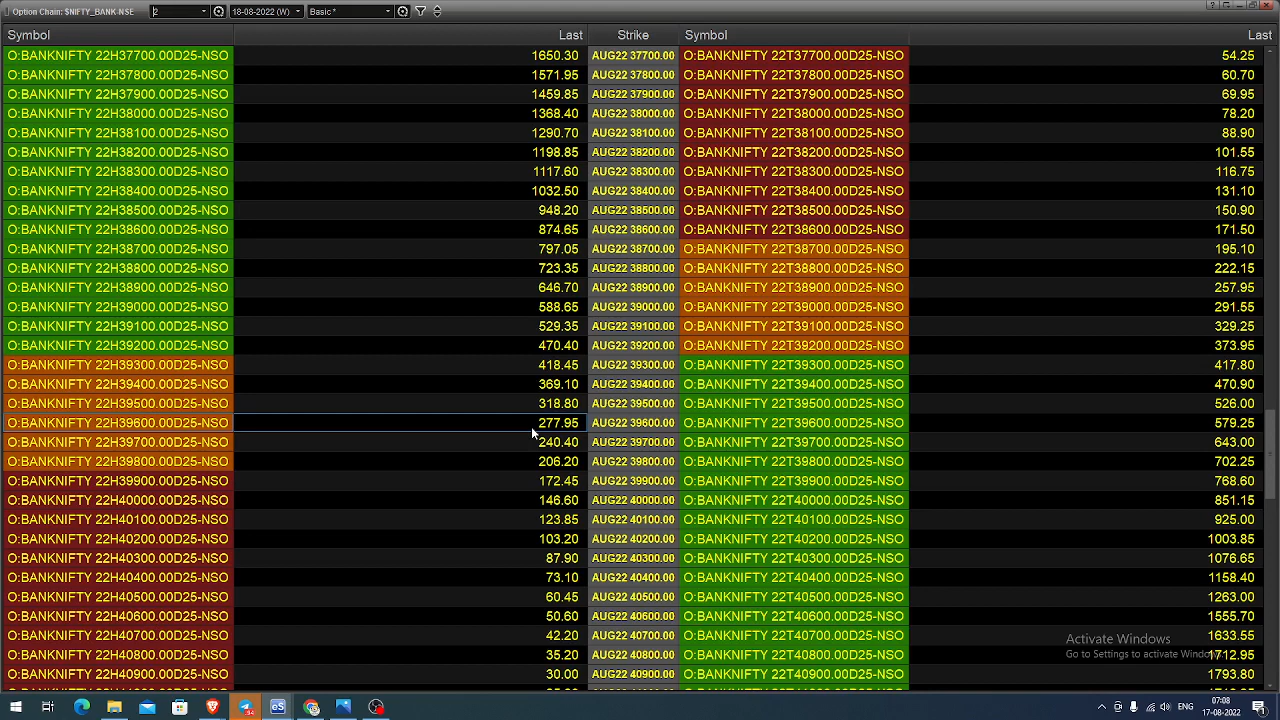 Option Chain: $NIFTY_BANK-NSE 2 18-08-2022 (W) Basic *
Symbol Last Strike Symbol Last
O:BANKNIFTY 22H37700.00D25-NSO 1650.30 AUG22 37700.00 O:BANKNIFTY 22T37700.00D25-NSO 54.25
O:BANKNIFTY 22H37800.00D25-NSO 1571.95 AUG22 37800.00 O:BANKNIFTY 22T37800.00D25-NSO 60.70
O:BANKNIFTY 22H37900.00D25-NSO 1459.85 AUG22 37900.00 O:BANKNIFTY 22T37900.00D25-NSO 69.95
O:BANKNIFTY 22H38000.00D25-NSO 1368.40 AUG22 38000.00 O:BANKNIFTY 22T38000.00D25-NSO 78.20
O:BANKNIFTY 22H38100.00D25-NSO 1290.70 AUG22 38100.00 O:BANKNIFTY 22T38100.00D25-NSO 88.90
O:BANKNIFTY 22H38200.00D25-NSO 1198.85 AUG22 38200.00 O:BANKNIFTY 22T38200.00D25-NSO 101.55
O:BANKNIFTY 22H38300.00D25-NSO 1117.60 AUG22 38300.00 O:BANKNIFTY 22T38300.00D25-NSO 116.75
O:BANKNIFTY 22H38400.00D25-NSO 1032.50 AUG22 38400.00 O:BANKNIFTY 22T38400.00D25-NSO 131.10
O:BANKNIFTY 22H38500.00D25-NSO 948.20 AUG22 38500.00 O:BANKNIFTY 22T38500.00D25-NSO 150.90
O:BANKNIFTY 22H38600.00D25-NSO 874.65 AUG22 38600.00 O:BANKNIFTY 22T38600.00D25-NSO 171.50
O:BANKNIFTY 22H38700.00D25-NSO 797.05 AUG22 38700.00 O:BANKNIFTY 22T38700.00D25-NSO 195.10
O:BANKNIFTY 22H38800.00D25-NSO 723.35 AUG22 38800.00 O:BANKNIFTY 22T38800.00D25-NSO 222.15
O:BANKNIFTY 22H38900.00D25-NSO 646.70 AUG22 38900.00 O:BANKNIFTY 22T38900.00D25-NSO 257.95
O:BANKNIFTY 22H39000.00D25-NSO 588.65 AUG22 39000.00 O:BANKNIFTY 22T39000.00D25-NSO 291.55
O:BANKNIFTY 22H39100.00D25-NSO 529.35 AUG22 39100.00 O:BANKNIFTY 22T39100.00D25-NSO 329.25
O:BANKNIFTY 22H39200.00D25-NSO 470.40 AUG22 39200.00 O:BANKNIFTY 22T39200.00D25-NSO 373.95
O:BANKNIFTY 22H39300.00D25-NSO 418.45 AUG22 39300.00 O:BANKNIFTY 22T39300.00D25-NSO 417.80
O:BANKNIFTY 22H39400.00D25-NSO 369.10 AUG22 39400.00 O:BANKNIFTY 22T39400.00D25-NSO 470.90
O:BANKNIFTY 22H39500.00D25-NSO 318.80 AUG22 39500.00 O:BANKNIFTY 22T39500.00D25-NSO 526.00
O:BANKNIFTY 22H39600.00D25-NSO 277.95 AUG22 39600.00 O:BANKNIFTY 22T39600.00D25-NSO 579.25
O:BANKNIFTY 22H39700.00D25-NSO 240.40 AUG22 39700.00 O:BANKNIFTY 22T39700.00D25-NSO 643.00
O:BANKNIFTY 22H39800.00D25-NSO 206.20 AUG22 39800.00 O:BANKNIFTY 22T39800.00D25-NSO 702.25
O:BANKNIFTY 22H39900.00D25-NSO 172.45 AUG22 39900.00 O:BANKNIFTY 22T39900.00D25-NSO 768.60
O:BANKNIFTY 22H40000.00D25-NSO 146.60 AUG22 40000.00 O:BANKNIFTY 22T40000.00D25-NSO 851.15
O:BANKNIFTY 22H40100.00D25-NSO 123.85 AUG22 40100.00 O:BANKNIFTY 22T40100.00D25-NSO 925.00
O:BANKNIFTY 22H40200.00D25-NSO 103.20 AUG22 40200.00 O:BANKNIFTY 22T40200.00D25-NSO 1003.85
O:BANKNIFTY 22H40300.00D25-NSO 87.90 AUG22 40300.00 O:BANKNIFTY 22T40300.00D25-NSO 1076.65
O:BANKNIFTY 22H40400.00D25-NSO 73.10 AUG22 40400.00 O:BANKNIFTY 22T40400.00D25-NSO 1158.40
O:BANKNIFTY 22H40500.00D25-NSO 60.45 AUG22 40500.00 O:BANKNIFTY 22T40500.00D25-NSO 1263.00
O:BANKNIFTY 22H40600.00D25-NSO 50.60 AUG22 40600.00 O:BANKNIFTY 22T40600.00D25-NSO 1555.70
O:BANKNIFTY 22H40700.00D25-NSO 42.20 AUG22 40700.00 O:BANKNIFTY 22T40700.00D25-NSO 1633.55
O:BANKNIFTY 22H40800.00D25-NSO 35.20 AUG22 40800.00 O:BANKNIFTY 22T40800.00D25-NSO 1712.95
O:BANKNIFTY 22H40900.00D25-NSO 30.00 AUG22 40900.00 O:BANKNIFTY 22T40900.00D25-NSO 1793.80
Activate Windows
Go to Settings to activate Windows.
ENG 07:08
17-08-2022